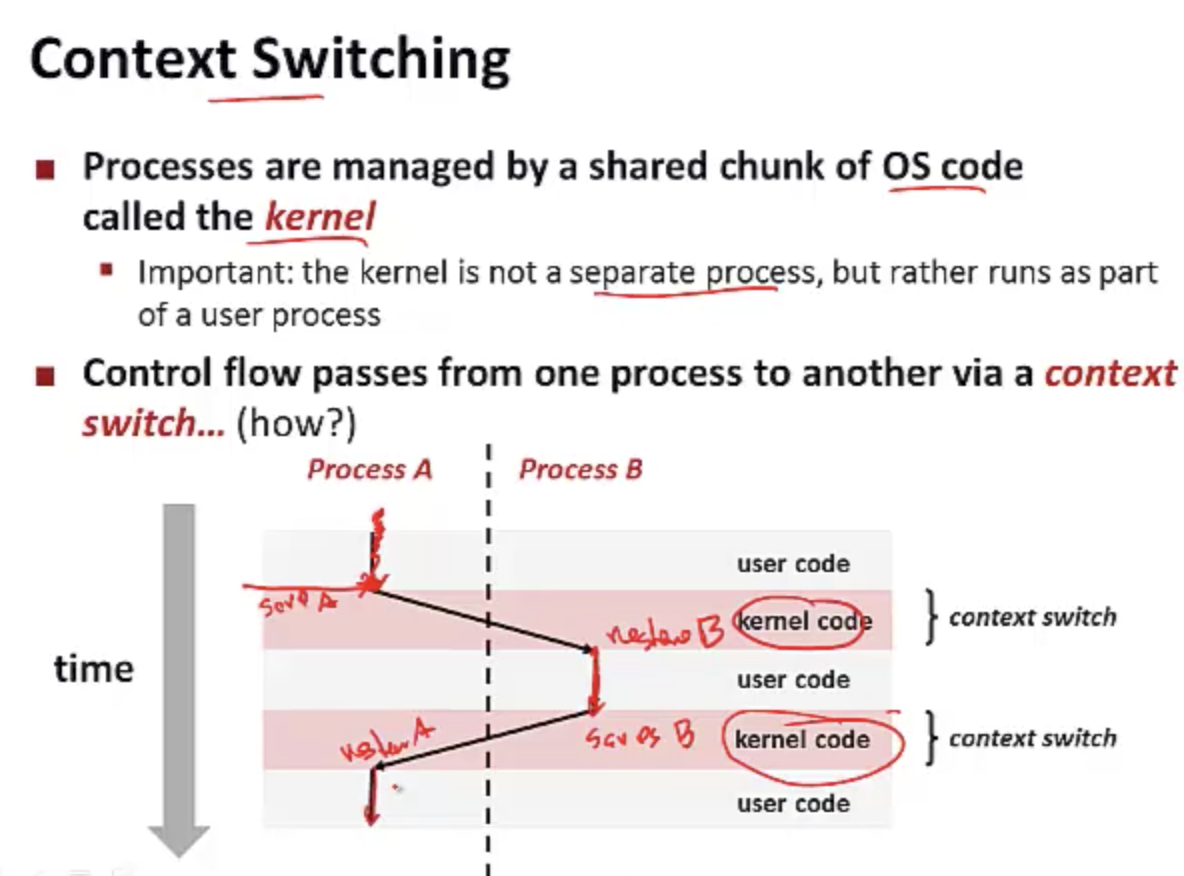 Context Switching
Processes are managed by a shared chunk of OS code
called the kernel
Important: the kernel is not a separate process, but rather runs as part
of a user process
Control flow passes from one process to another via a context
switch... (how?)
Process A
Process B
user code
save A
restore B
kernel code
context switch
time
user code
restore A
saves B
kernel code
context switch
user code